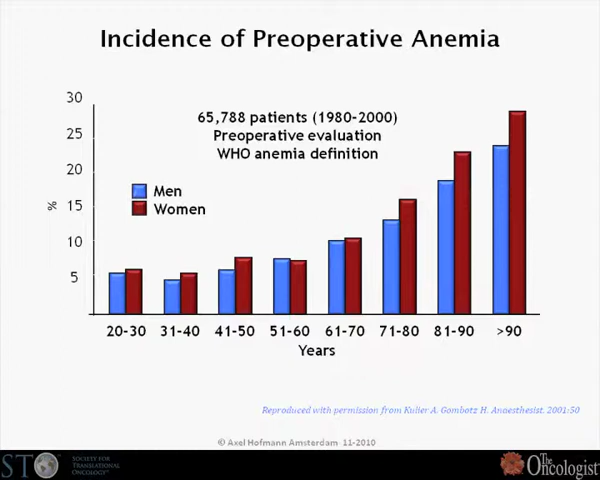 Incidence of Preoperative Anemia
65,788 patients (1980-2000)
Preoperative evaluation
WHO anemia definition
Men
Women
30
25
20
15
10
5
%
20-30 31-40 41-50 51-60 61-70 71-80 81-90 >90
Years
Reproduced with permission from Kulier A. Gombotz H. Anaesthesist. 2001:50
© Axel Hofmann Amsterdam 11-2010
STO
SOCIETY FOR
TRANSLATIONAL
ONCOLOGY
The
Oncologist